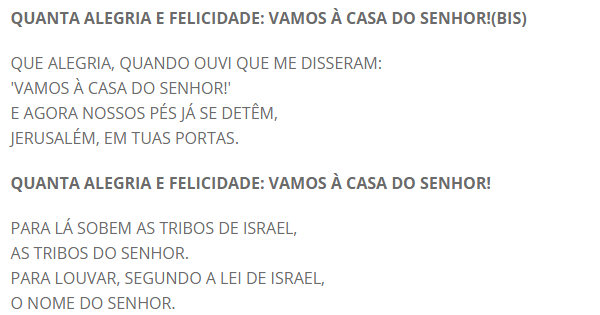 QUANTA ALEGRIA E FELICIDADE: VAMOS À CASA DO SENHOR!(BIS)
QUE ALEGRIA, QUANDO OUVI QUE ME DISSERAM:
'VAMOS À CASA DO SENHOR!'
E AGORA NOSSOS PÉS JÁ SE DETÊM,
JERUSALÉM, EM TUAS PORTAS.
QUANTA ALEGRIA E FELICIDADE: VAMOS À CASA DO SENHOR!
PARA LÁ SOBEM AS TRIBOS DE ISRAEL,
AS TRIBOS DO SENHOR.
PARA LOUVAR, SEGUNDO A LEI DE ISRAEL,
O NOME DO SENHOR.